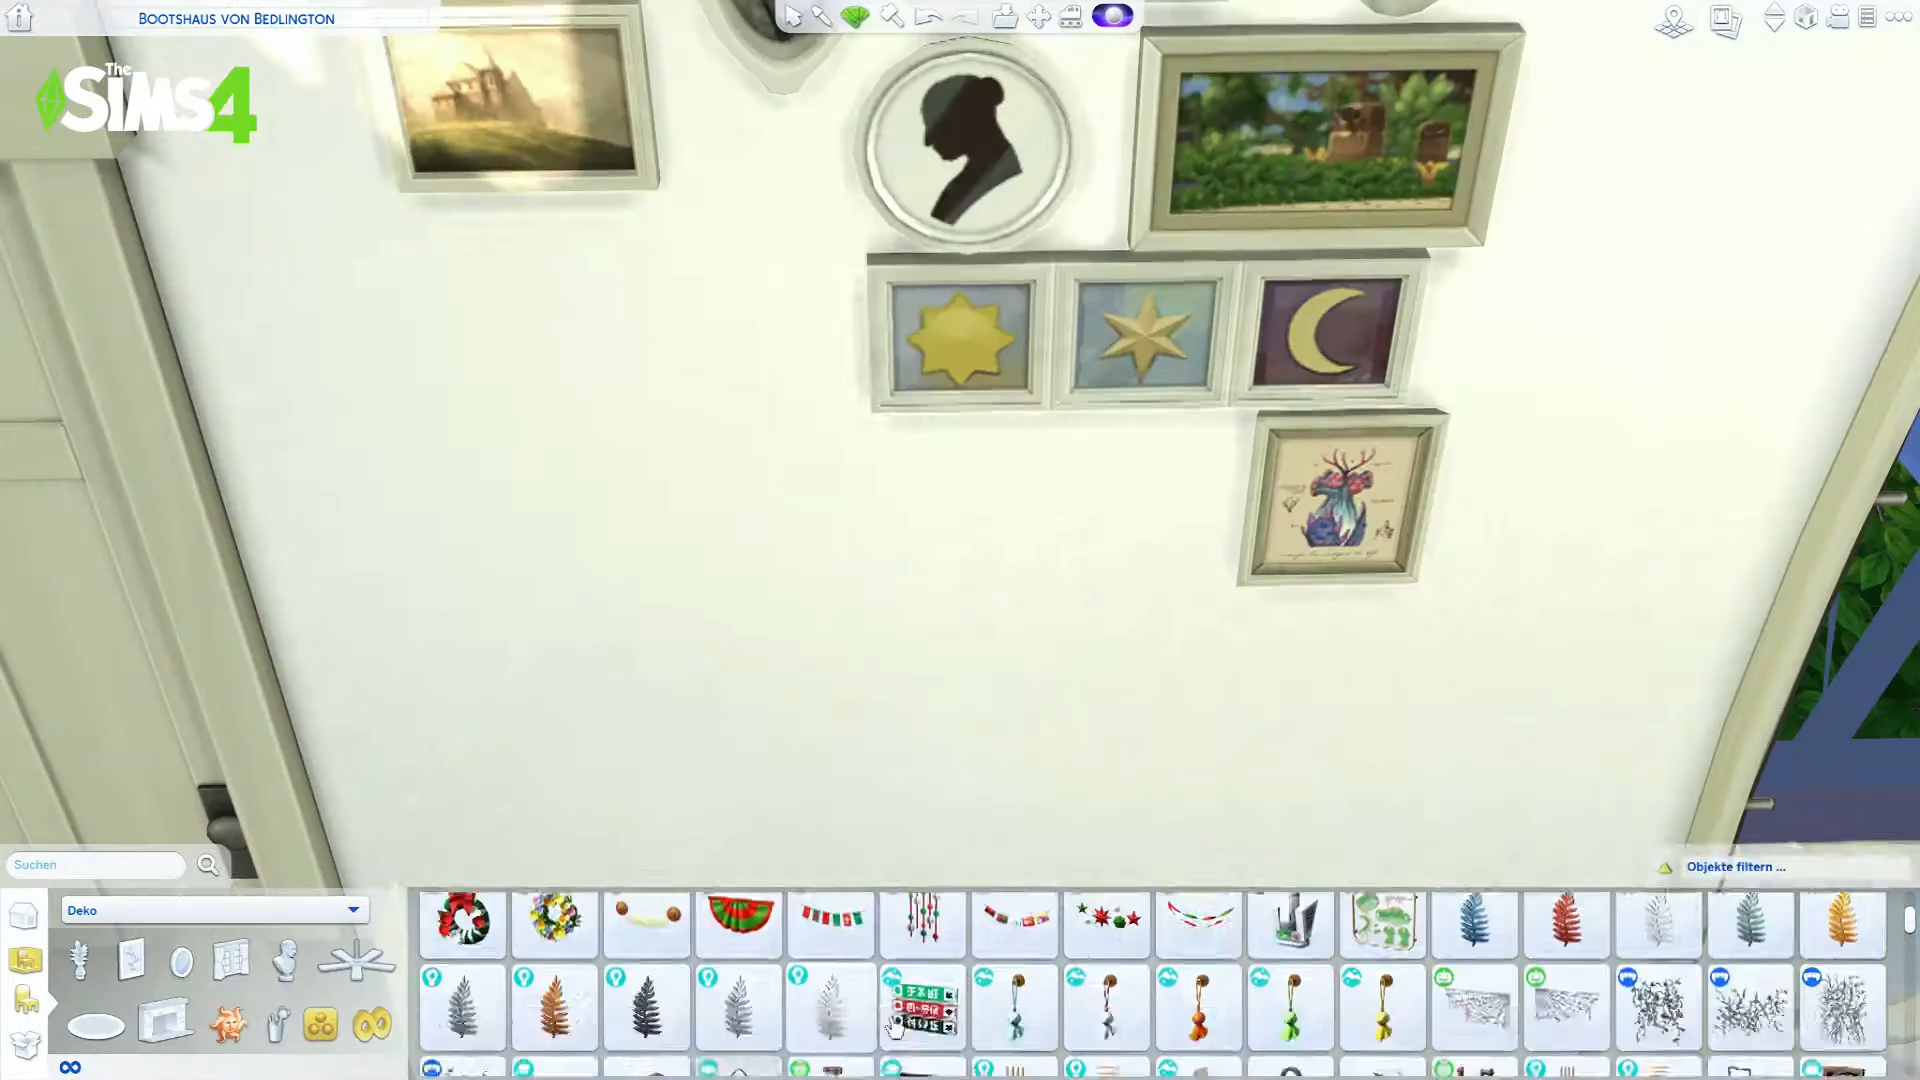 BOOTSHAUS VON BEDLINGTON
The
SIMS 4
Suchen
Objekte filtern ...
Deko